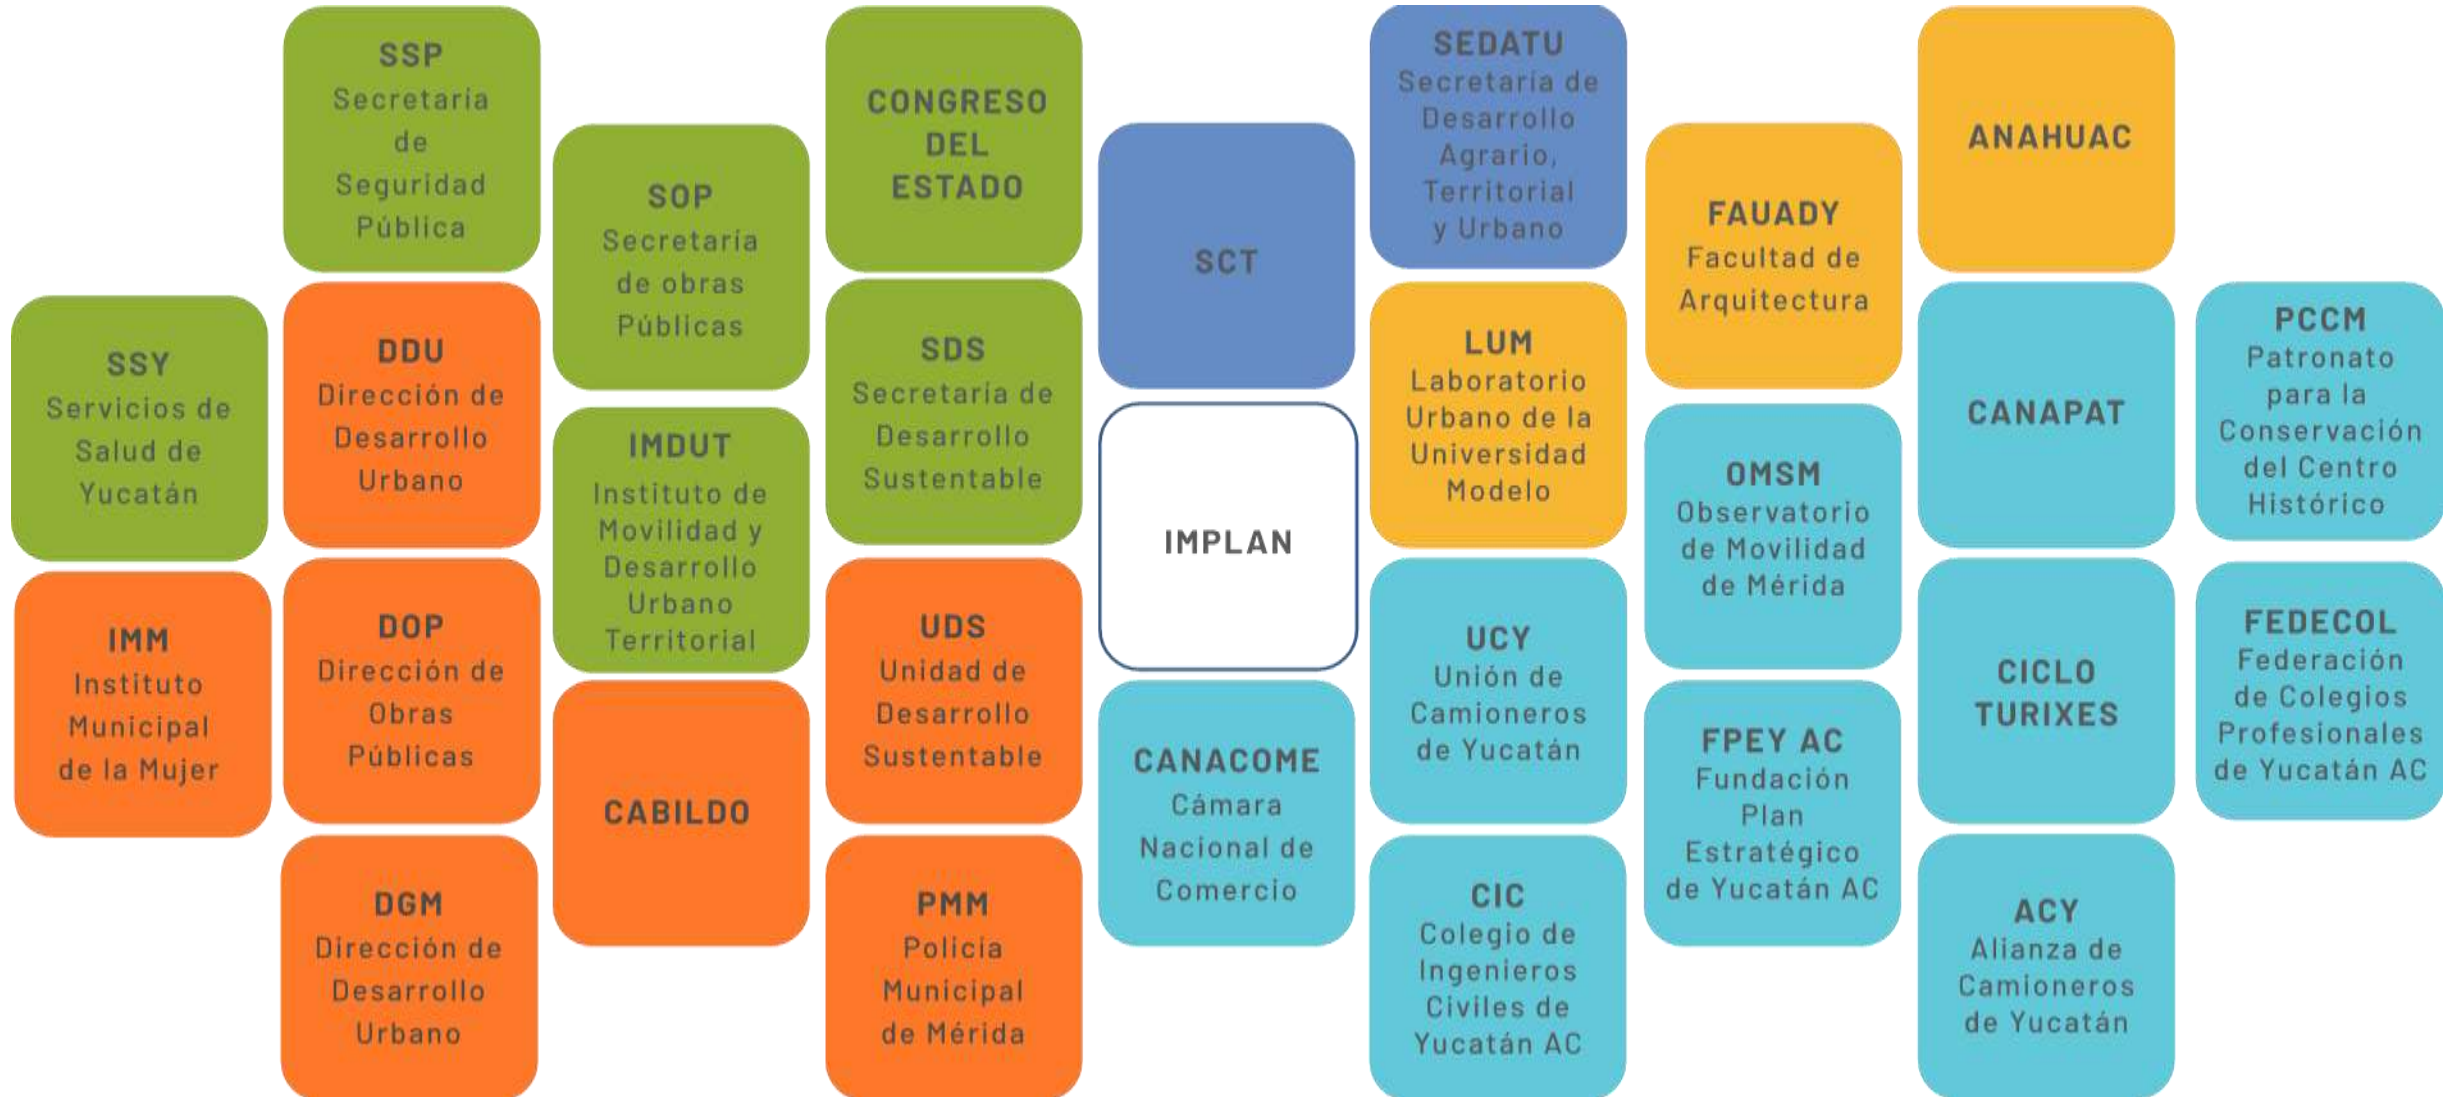 SSP
Secretaría
de
Seguridad
Pública
CONGRESO
DEL
ESTADO
SEDATU
Secretaría de
Desarrollo
Agrario,
Territorial
y Urbano
ANAHUAC
SOP
Secretaría
de obras
Públicas
SCT
FAUADY
Facultad de
Arquitectura
SSY
Servicios de
Salud de
Yucatán
DDU
Dirección de
Desarrollo
Urbano
SDS
Secretaría de
Desarrollo
Sustentable
LUM
Laboratorio
Urbano de la
Universidad
Modelo
CANAPAT
PCCM
Patronato
para la
Conservación
del Centro
Histórico
IMDUT
Instituto de
Movilidad y
Desarrollo
Urbano
Territorial
IMPLAN
OMSM
Observatorio
de Movilidad
de Mérida
IMM
Instituto
Municipal
de la Mujer
DOP
Dirección de
Obras
Públicas
UDS
Unidad de
Desarrollo
Sustentable
UCY
Unión de
Camioneros
de Yucatán
CICLO
TURIXES
FEDECOL
Federación
de Colegios
Profesionales
de Yucatán AC
CABILDO
CANACOME
Cámara
Nacional de
Comercio
FPEY AC
Fundación
Plan
Estratégico
de Yucatán AC
DGM
Dirección de
Desarrollo
Urbano
PMM
Policía
Municipal
de Mérida
CIC
Colegio de
Ingenieros
Civiles de
Yucatán AC
ACY
Alianza de
Camioneros
de Yucatán